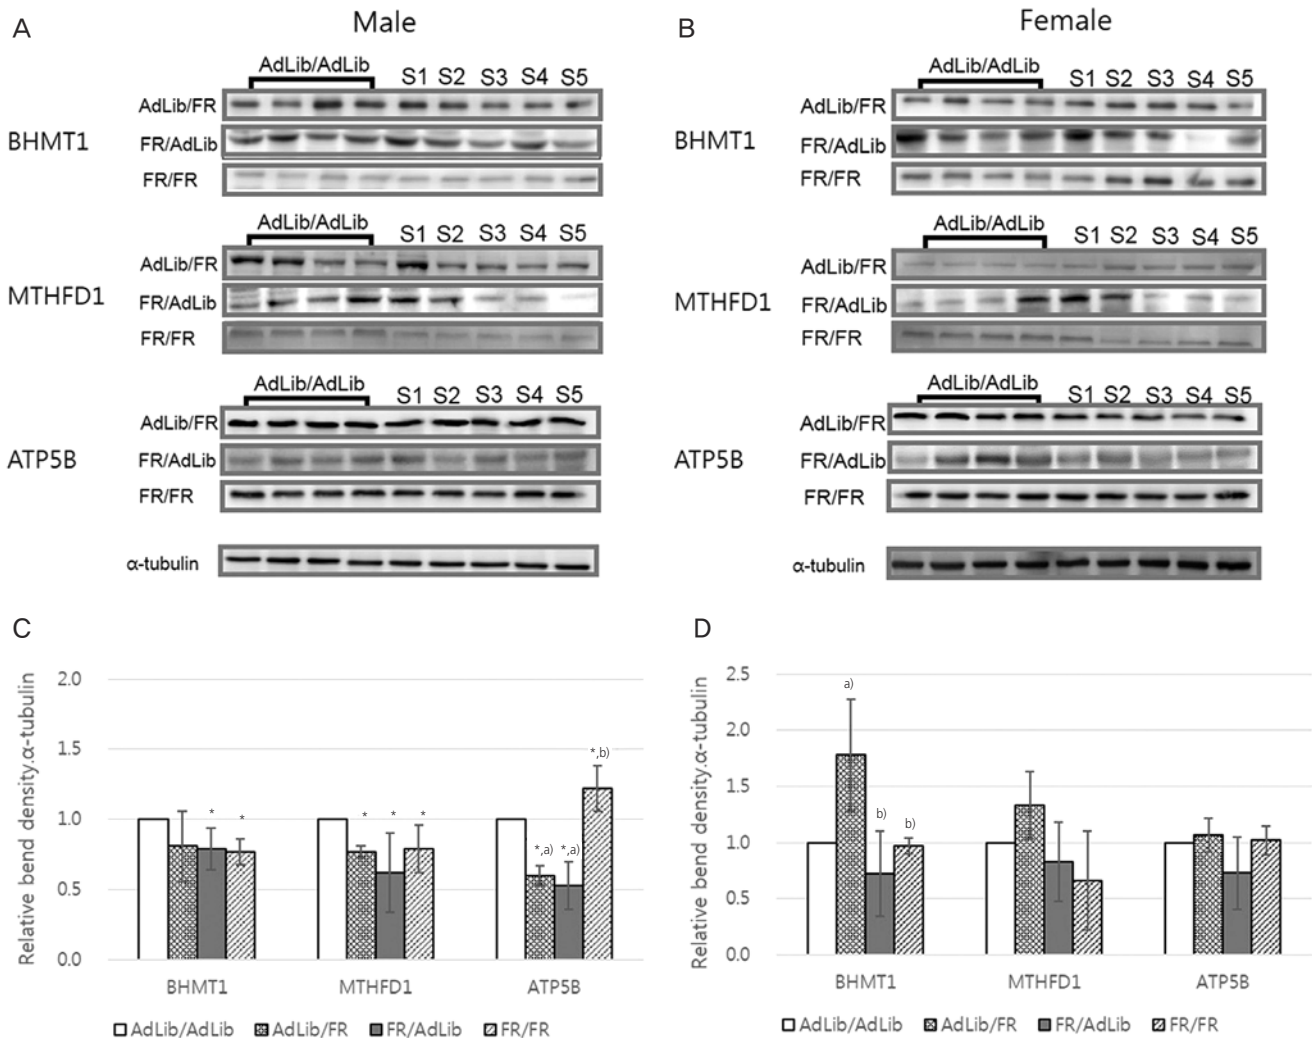 A
Male
AdLib/AdLib S1 S2 S3 S4 S5
AdLib/FR
BHMT1
FR/AdLib
FR/FR
AdLib/AdLib S1 S2 S3 S4 S5
AdLib/FR
MTHFD1
FR/AdLib
FR/FR
AdLib/AdLib S1 S2 S3 S4 S5
AdLib/FR
ATP5B
FR/AdLib
FR/FR
α-tubulin
B
Female
AdLib/AdLib S1 S2 S3 S4 S5
AdLib/FR
BHMT1
FR/AdLib
FR/FR
AdLib/AdLib S1 S2 S3 S4 S5
AdLib/FR
MTHFD1
FR/AdLib
FR/FR
AdLib/AdLib S1 S2 S3 S4 S5
AdLib/FR
ATP5B
FR/AdLib
FR/FR
α-tubulin
C
Relative bend density.α-tubulin
2.0
1.5
1.0
0.5
0.0
* *
* * *
*,a) *,a) *,b)
BHMT1 MTHFD1 ATP5B
AdLib/AdLib AdLib/FR FR/AdLib FR/FR
D
Relative bend density.α-tubulin
2.5
2.0
1.5
1.0
0.5
0.0
a)
b) b)
BHMT1 MTHFD1 ATP5B
AdLib/AdLib AdLib/FR FR/AdLib FR/FR